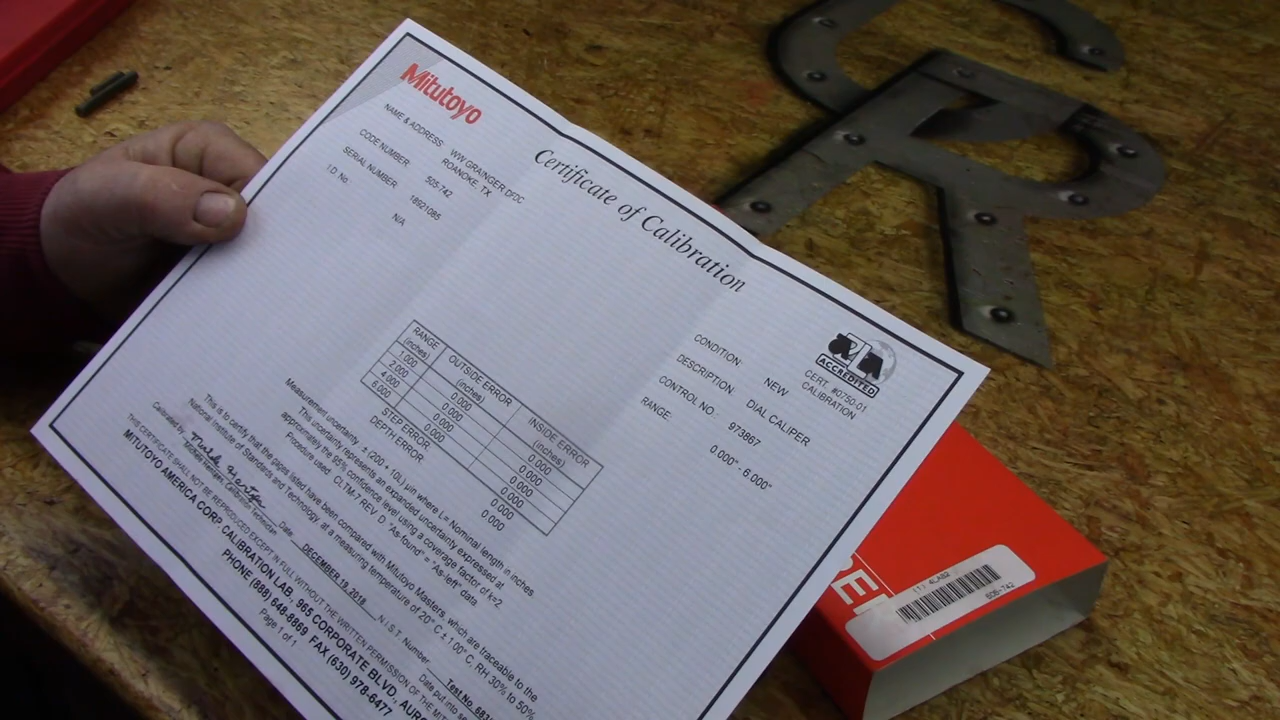 Mitutoyo
Certificate of Calibration
NAME & ADDRESS WW GRAINGER DFDC
ROANOKE, TX
CODE NUMBER 505-742
SERIAL NUMBER 18921085
I.D. No.: N/A
ACCREDITED
CERT. #0750-01
CALIBRATION
CONDITION: NEW
DESCRIPTION: DIAL CALIPER
CONTROL NO.: 973867
RANGE: 0.000" - 6.000"
RANGE OUTSIDE ERROR INSIDE ERROR
(inches) (inches) (inches)
1.000 0.000 0.000
2.000 0.000 0.000
4.000 0.000 0.000
6.000 0.000 0.000
STEP ERROR 0.000
DEPTH ERROR 0.000
Measurement uncertainty ± (200 + 10L) µin where L= Nominal length in inches.
This uncertainty represents an expanded uncertainty expressed at
approximately the 95% confidence level using a coverage factor of k=2.
Procedure used: CLTM-7 REV D "As-found" = "As-left" data
This is to certify that the gages listed have been compared with Mitutoyo Masters, which are traceable to the
National Institute of Standards and Technology, at a measuring temperature of 20° C ± 1.00° C, RH 30% to 50%
Calibrated by Date: DECEMBER 19, 2018 N.I.S.T. Number: Test No. 683
Calibration Technician Date put into
THIS CERTIFICATE SHALL NOT BE REPRODUCED EXCEPT IN FULL WITHOUT THE WRITTEN PERMISSION OF THE
MITUTOYO AMERICA CORP. CALIBRATION LAB, 965 CORPORATE BLVD.,
PHONE (888) 648-8869 FAX (630) 978-6477
Page 1 of 1
505-742